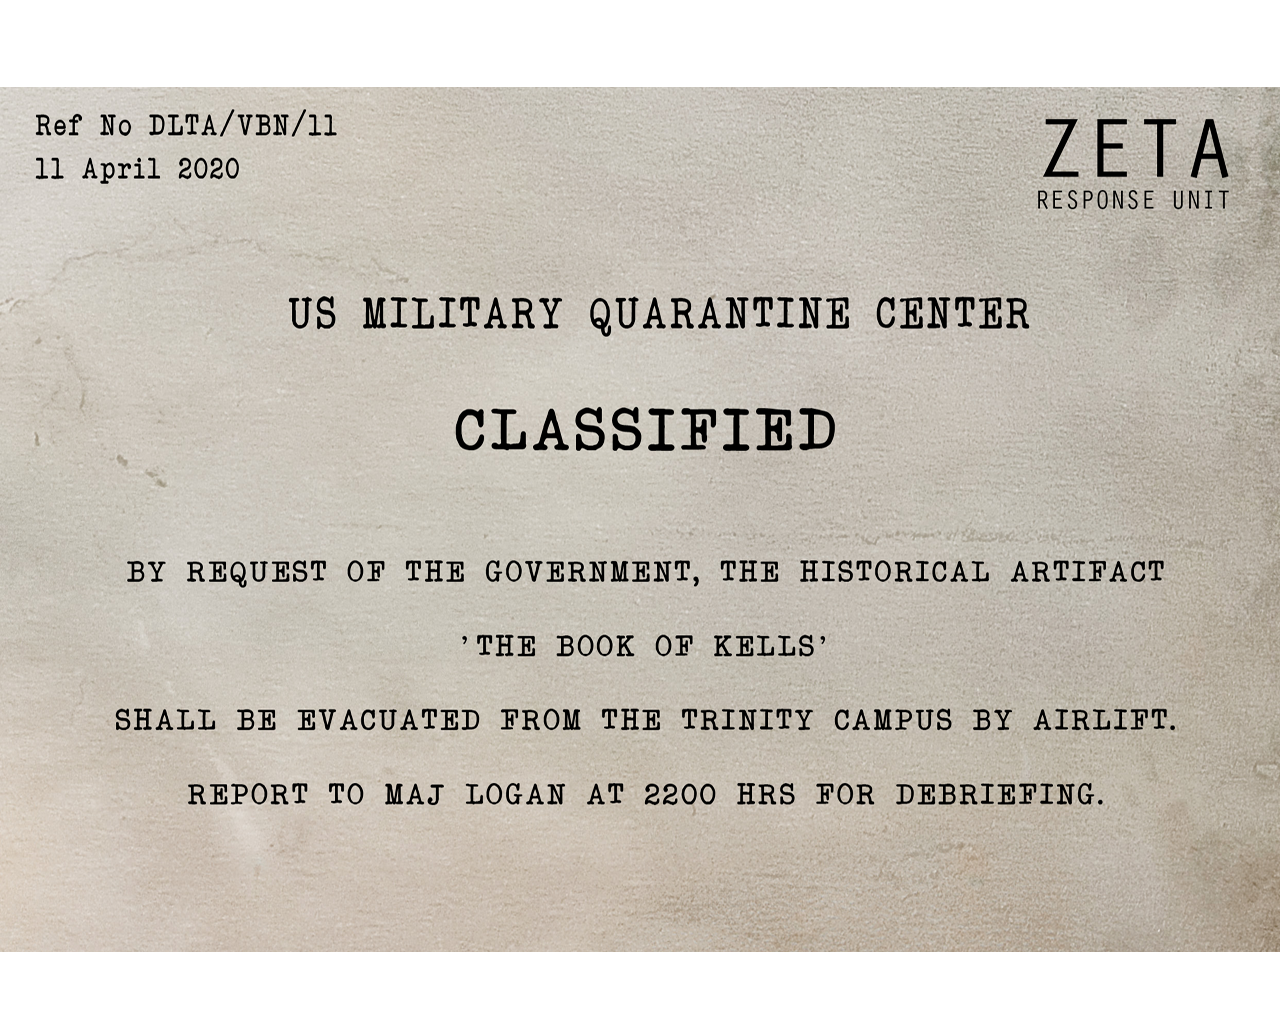 Ref No DLTA/VBN/11
11 April 2020
ZETA
RESPONSE UNIT
US MILITARY QUARANTINE CENTER
CLASSIFIED
BY REQUEST OF THE GOVERNMENT, THE HISTORICAL ARTIFACT
'THE BOOK OF KELLS'
SHALL BE EVACUATED FROM THE TRINITY CAMPUS BY AIRLIFT.
REPORT TO MAJ LOGAN AT 2200 HRS FOR DEBRIEFING.